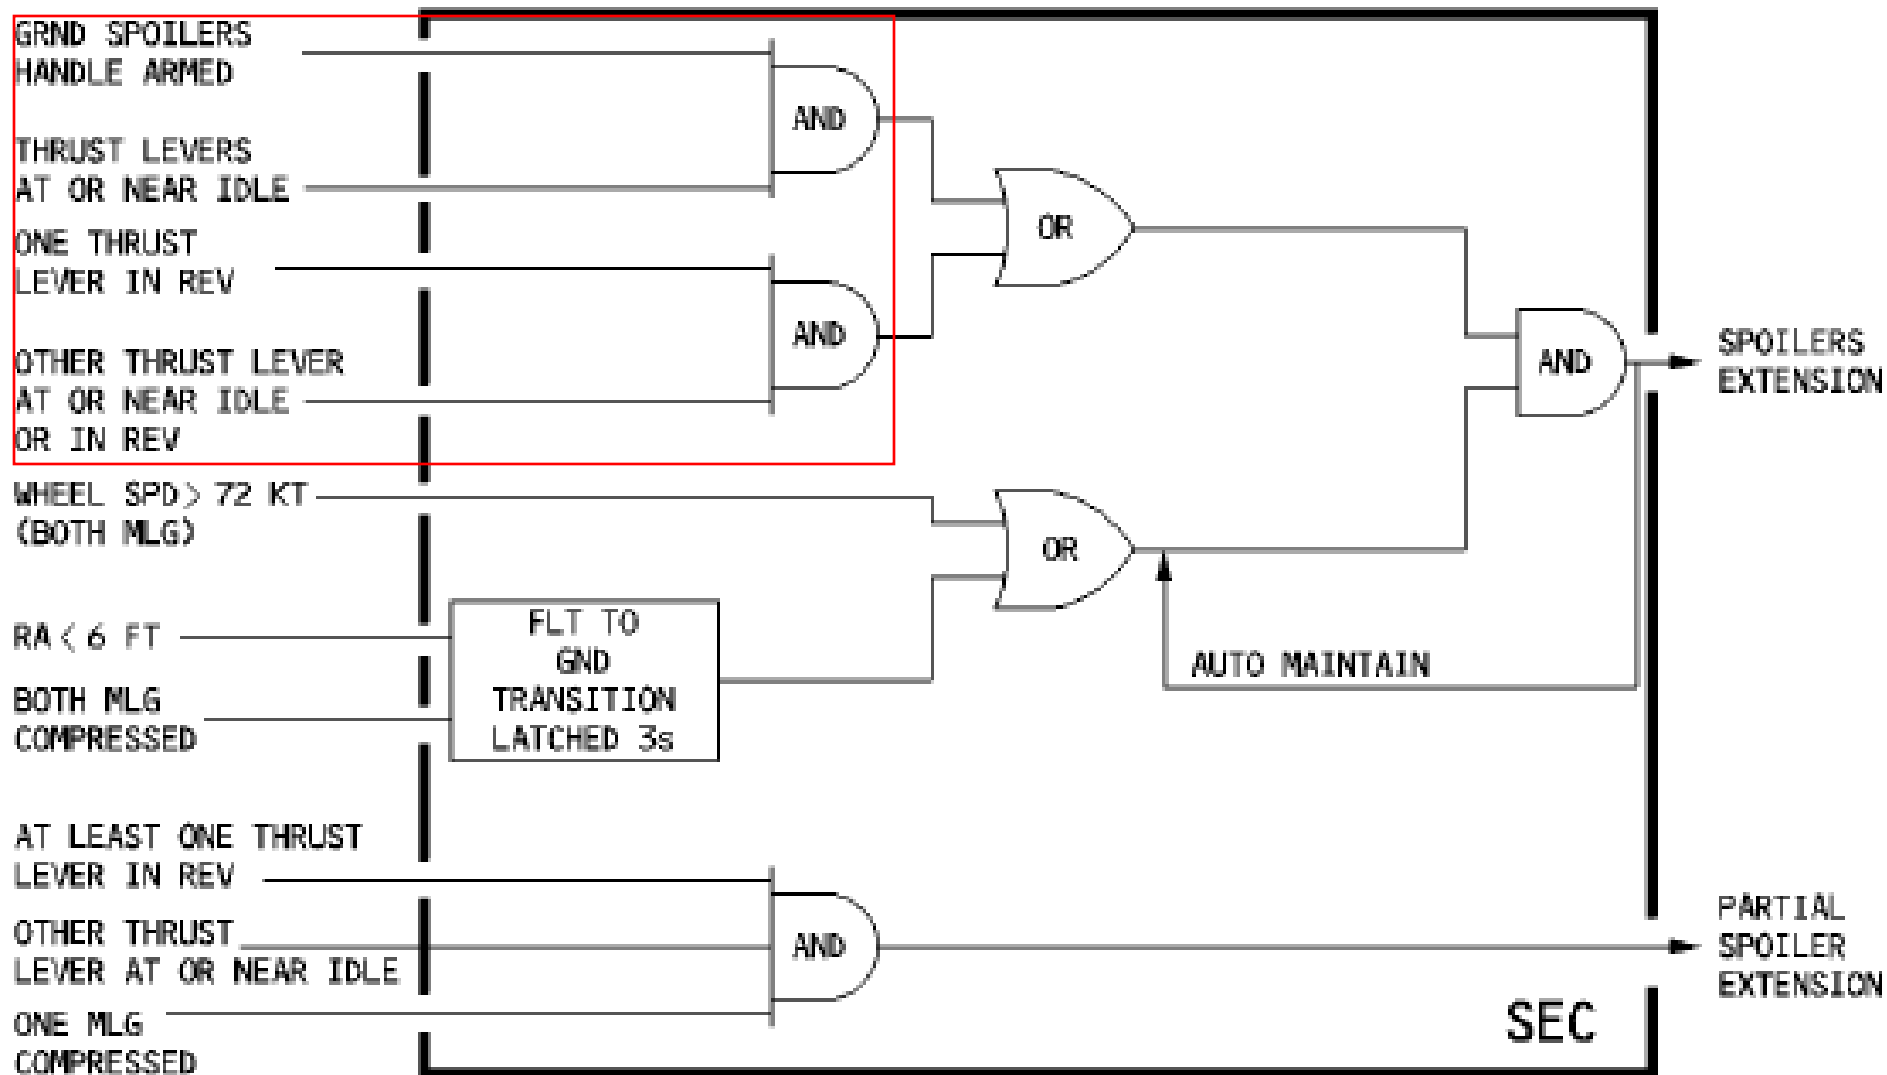 GRND SPOILERS
HANDLE ARMED
AND
THRUST LEVERS
AT OR NEAR IDLE
OR
ONE THRUST
LEVER IN REV
AND
OTHER THRUST LEVER
AT OR NEAR IDLE
OR IN REV
AND
SPOILERS
EXTENSION
WHEEL SPD> 72 KT
(BOTH MLG)
OR
RA< 6 FT
BOTH MLG
COMPRESSED
FLT TO
GND
TRANSITION
LATCHED 3s
AUTO MAINTAIN
AT LEAST ONE THRUST
LEVER IN REV
OTHER THRUST
LEVER AT OR NEAR IDLE
AND
ONE MLG
COMPRESSED
PARTIAL
SPOILER
EXTENSION
SEC